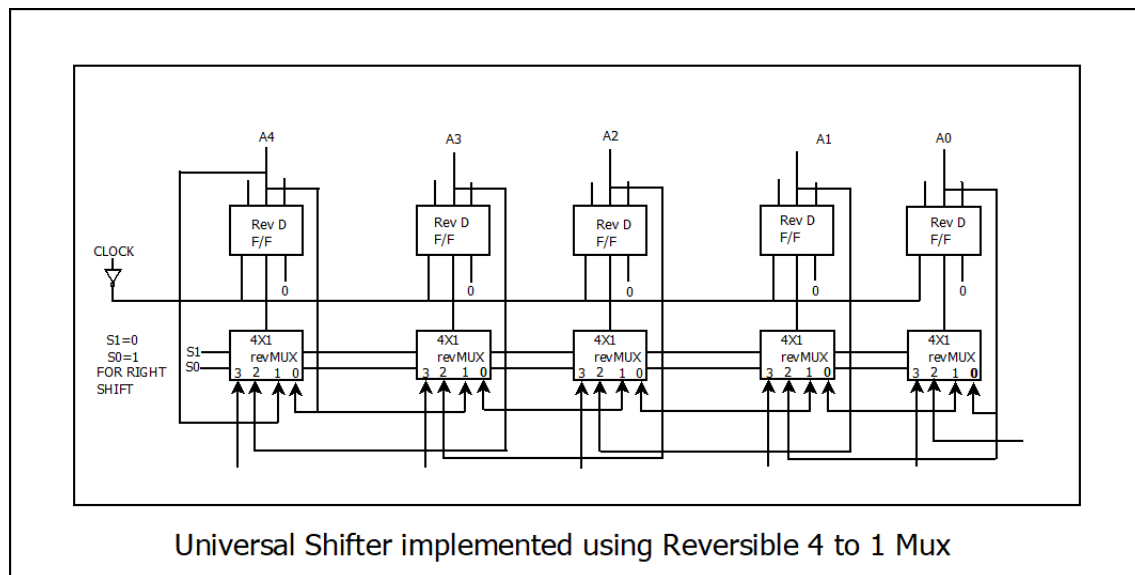 A4 A3 A2 A1 A0
Rev D Rev D Rev D Rev D Rev D
F/F F/F F/F F/F F/F
CLOCK
0 0 0 0 0
S1=0
S0=1
FOR RIGHT
SHIFT
4X1 4X1 4X1 4X1 4X1
S1 revMUX revMUX revMUX revMUX revMUX
S0
3 2 1 0 3 2 1 0 3 2 1 0 3 2 1 0 3 2 1 0
Universal Shifter implemented using Reversible 4 to 1 Mux